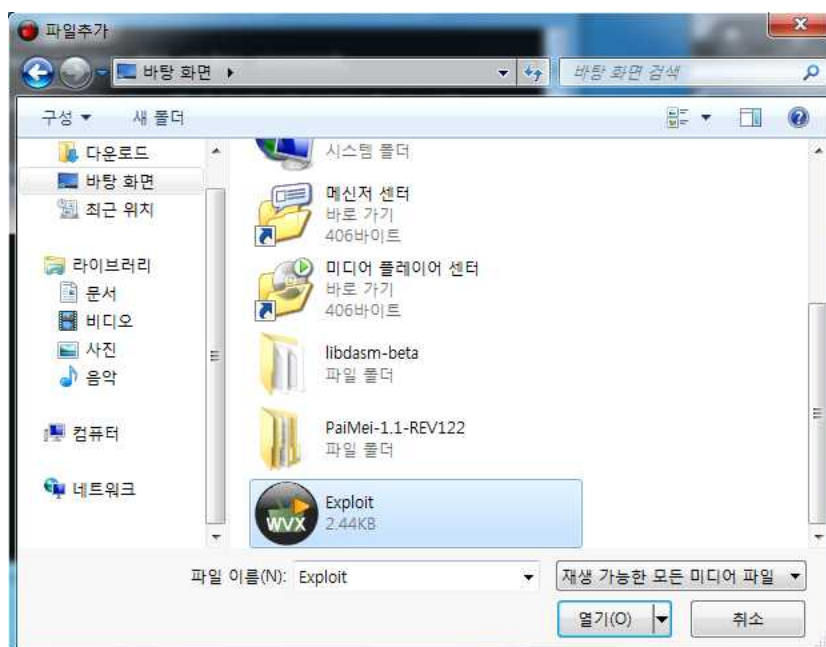 파일추가
바탕 화면
바탕 화면 검색
구성
새 폴더
다운로드
바탕 화면
최근 위치
라이브러리
문서
비디오
사진
음악
컴퓨터
네트워크
시스템 폴더
메신저 센터
바로 가기
406바이트
미디어 플레이어 센터
바로 가기
406바이트
libdasm-beta
파일 폴더
PaiMei-1.1-REV122
파일 폴더
WVX
Exploit
2.44KB
파일 이름(N): Exploit
재생 가능한 모든 미디어 파일
열기(O)
취소